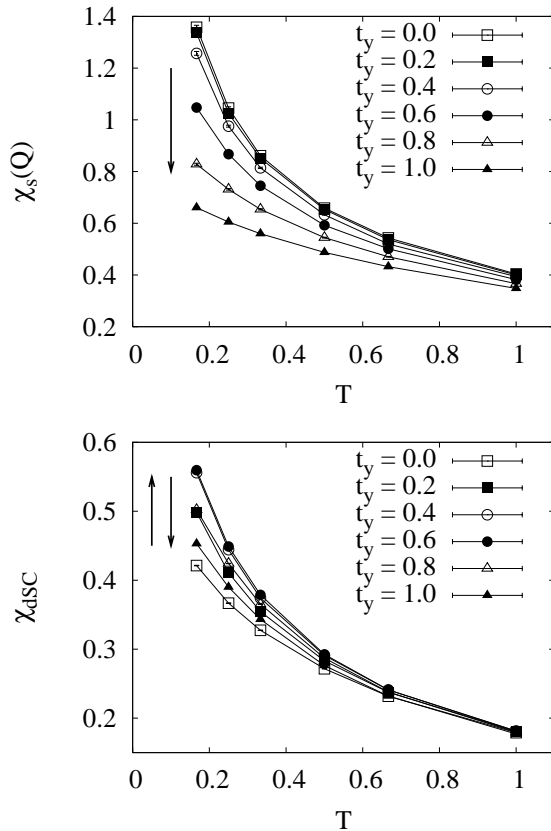 1.4
1.2
1
0.8
0.6
0.4
0.2
χs(Q)
0.2 0.4 0.6 0.8 1
T
ty = 0.0
ty = 0.2
ty = 0.4
ty = 0.6
ty = 0.8
ty = 1.0
0.6
0.5
0.4
0.3
0.2
χdSC
0.2 0.4 0.6 0.8 1
T
ty = 0.0
ty = 0.2
ty = 0.4
ty = 0.6
ty = 0.8
ty = 1.0